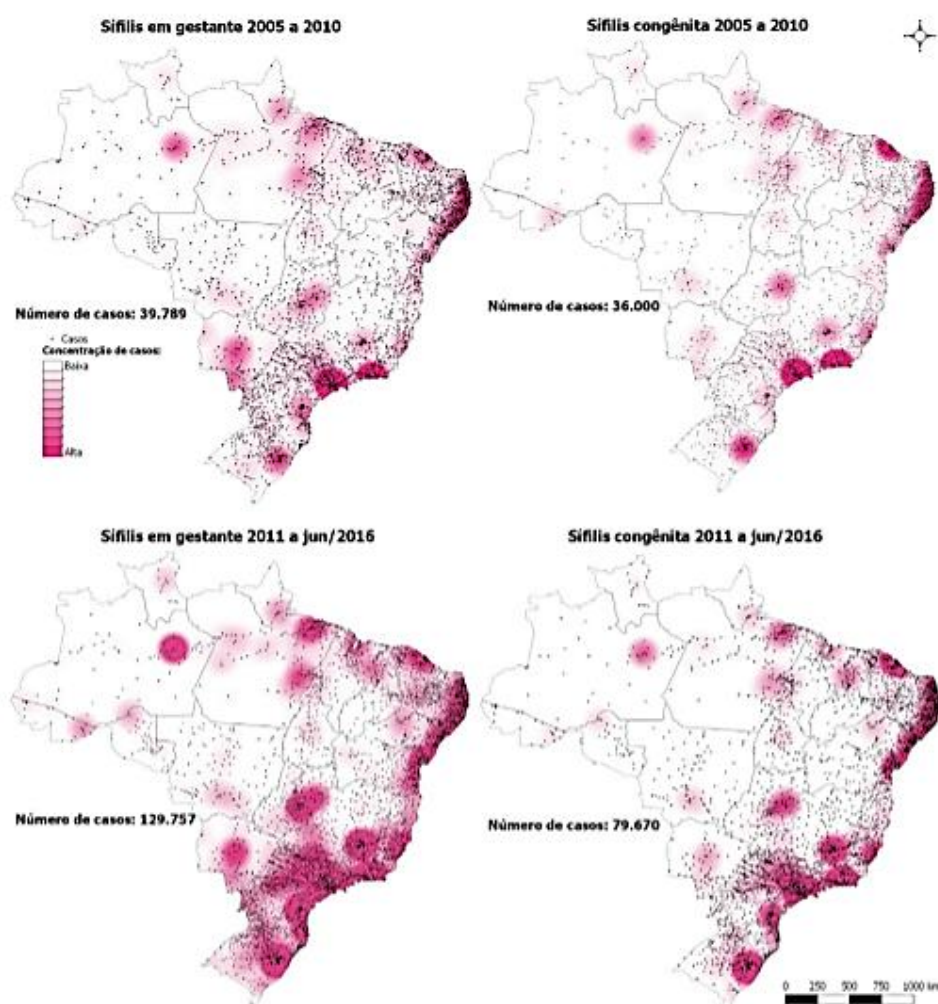 Sífilis em gestante 2005 a 2010
Sífilis congênita 2005 a 2010
Número de casos: 39.789
Casos
Concentração de casos:
Baixa
Alta
Número de casos: 36.000
Sífilis em gestante 2011 a jun/2016
Sífilis congênita 2011 a jun/2016
Número de casos: 129.757
Número de casos: 79.670
0 250 500 750 1000 km